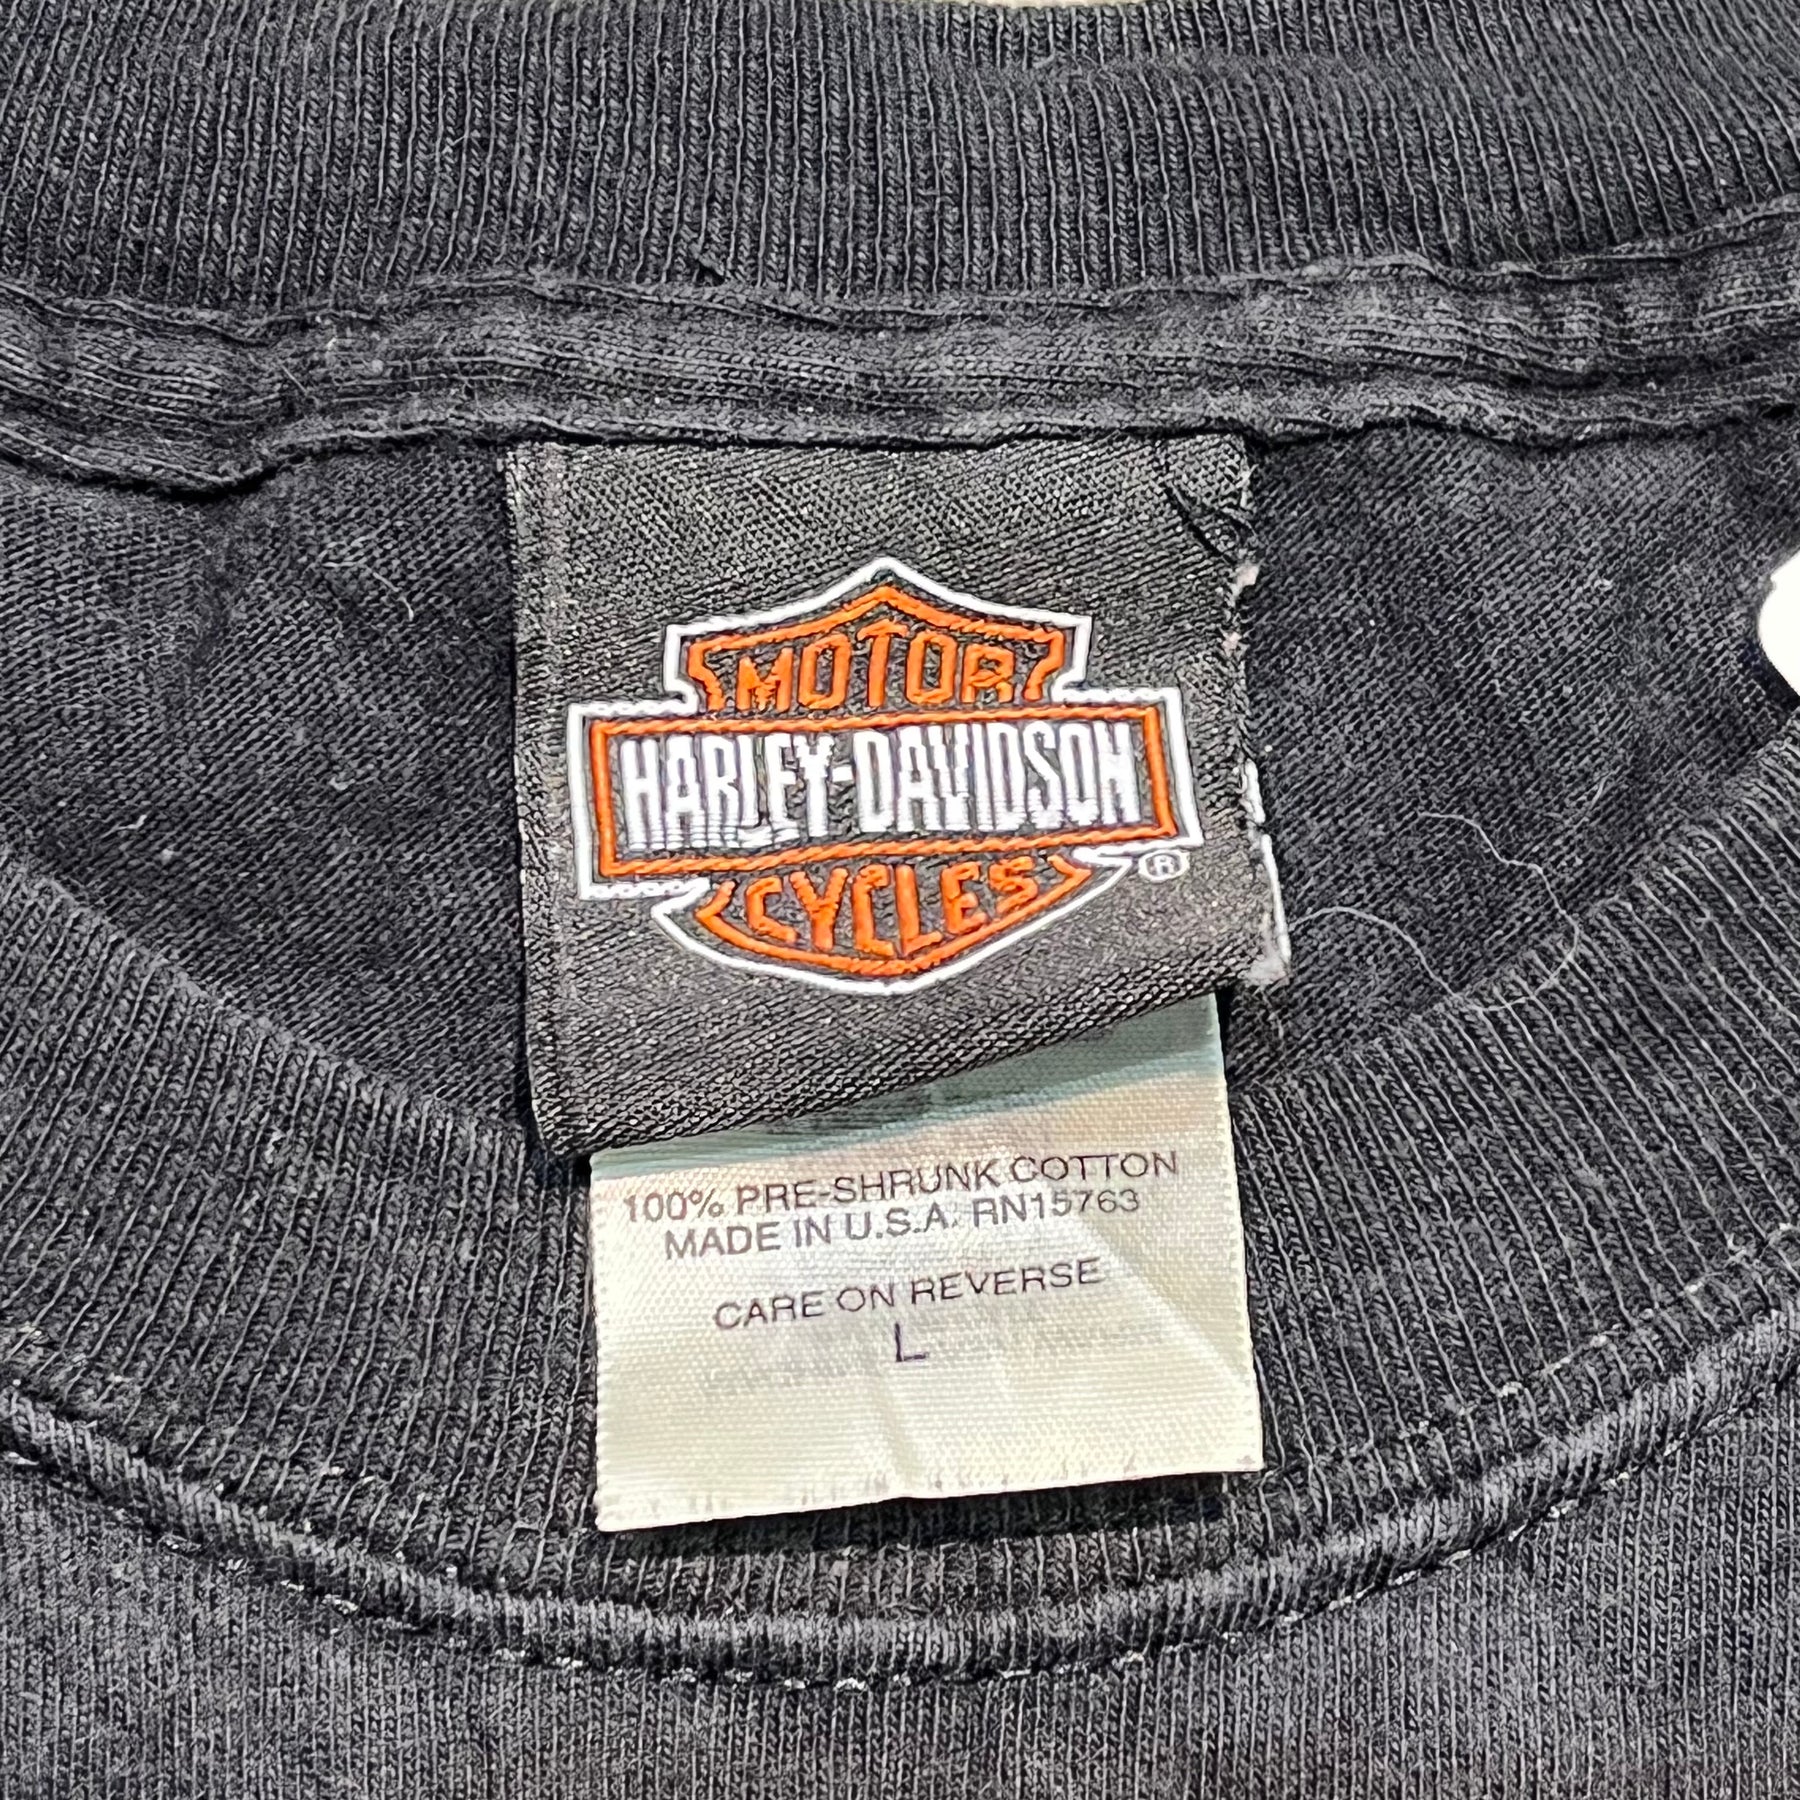 MOTOR
HARLEY-DAVIDSON
CYCLES
®
100% PRE-SHRUNK COTTON
MADE IN U.S.A. RN15763
CARE ON REVERSE
L